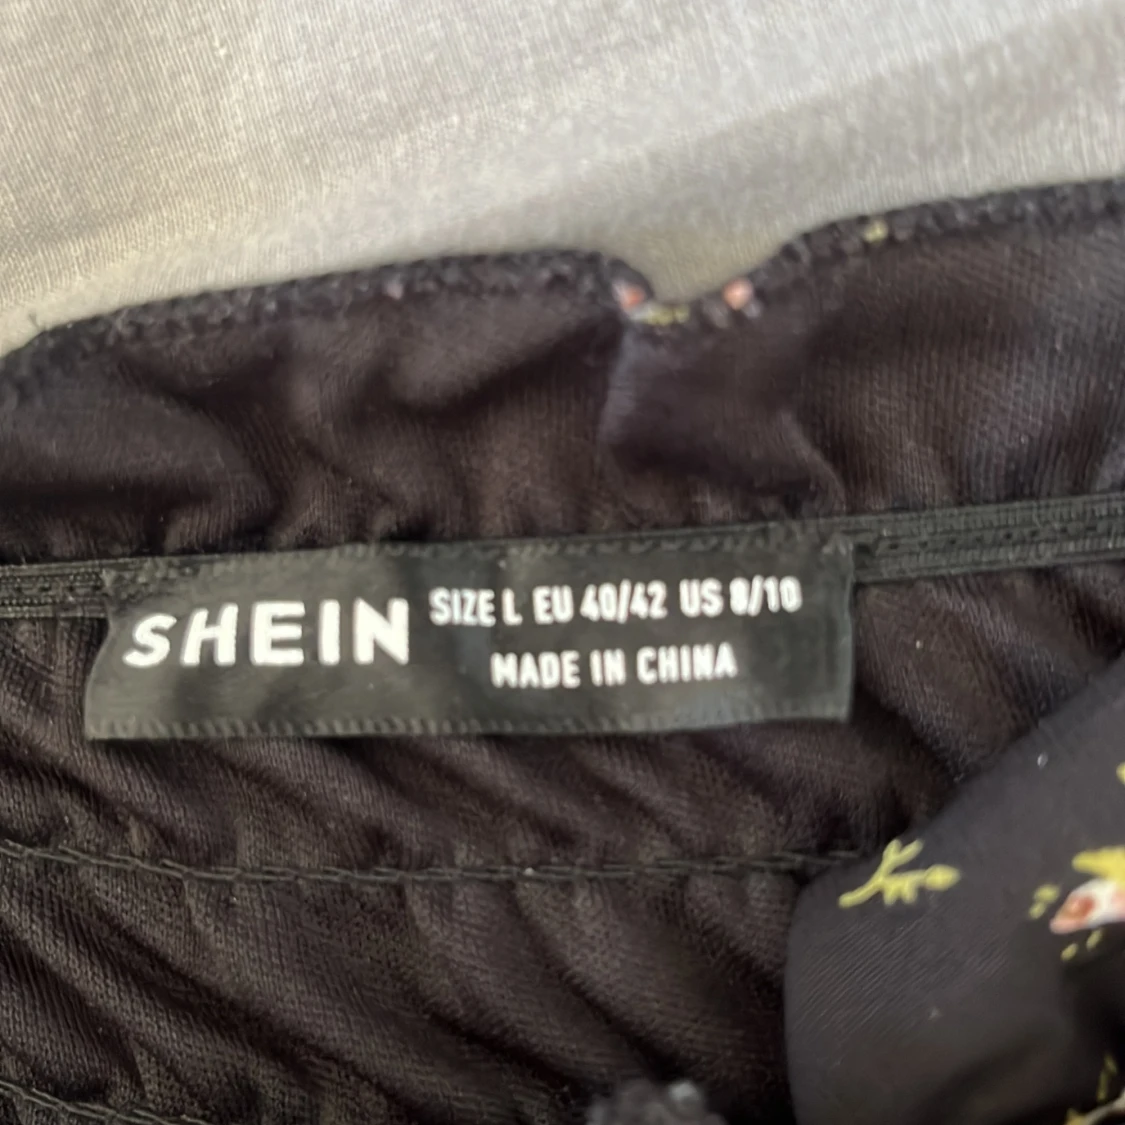 SHEIN
SIZE L EU 40/42 US 8/10
MADE IN CHINA